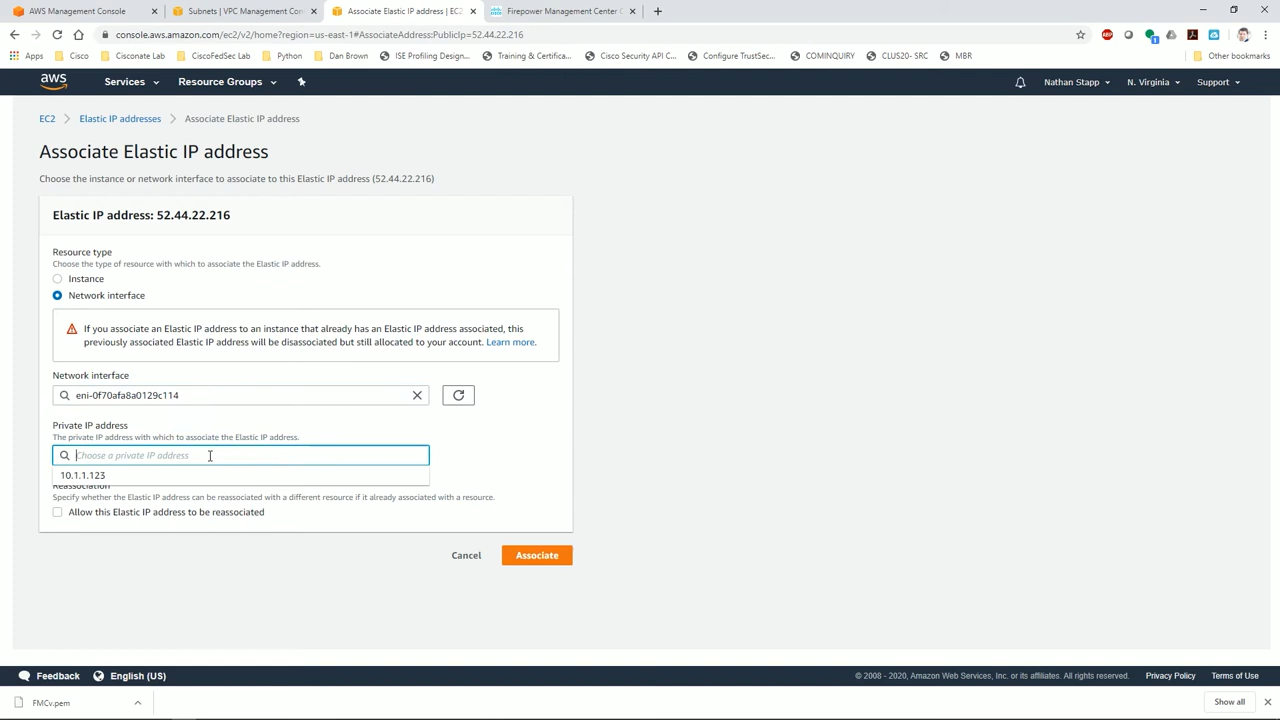 AWS Management Console
Subnets | VPC Management Con
Associate Elastic IP address | EC2
Firepower Management Center C
console.aws.amazon.com/ec2/v2/home?region=us-east-1#AssociateAddress:PublicIp=52.44.22.216
Apps
Cisco
Cisconate Lab
CiscoFedSec Lab
Python
Dan Brown
ISE Profiling Design...
Training & Certifica...
Cisco Security API C...
Configure TrustSec...
COMINQUIRY
CLUS20- SRC
MBR
Other bookmarks
aws
Services
Resource Groups
Nathan Stapp
N. Virginia
Support
EC2 > Elastic IP addresses > Associate Elastic IP address
Associate Elastic IP address
Choose the instance or network interface to associate to this Elastic IP address (52.44.22.216)
Elastic IP address: 52.44.22.216
Resource type
Choose the type of resource with which to associate the Elastic IP address.
Instance
Network interface
If you associate an Elastic IP address to an instance that already has an Elastic IP address associated, this
previously associated Elastic IP address will be disassociated but still allocated to your account. Learn more.
Network interface
eni-0f70afa8a0129c114
Private IP address
The private IP address with which to associate the Elastic IP address.
Choose a private IP address
10.1.1.123
Reassociation
Specify whether the Elastic IP address can be reassociated with a different resource if it already associated with a resource.
Allow this Elastic IP address to be reassociated
Cancel
Associate
Feedback
English (US)
© 2008 - 2020, Amazon Web Services, Inc. or its affiliates. All rights reserved.
Privacy Policy
Terms of Use
FMCv.pem
Show all